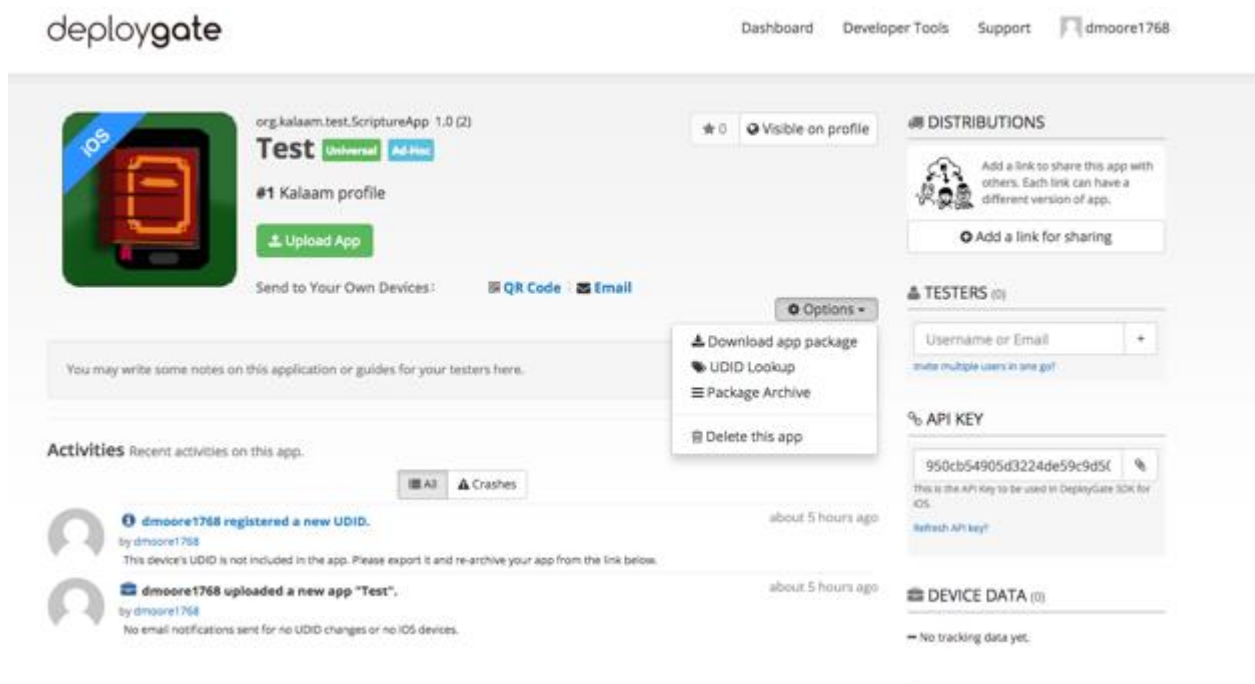 deploygate
Dashboard Developer Tools Support dmoore1768
iOS
org.kalaam.test.ScriptureApp 1.0 (2)
Test Universal Ad-Hoc
#1 Kalaam profile
Upload App
Send to Your Own Devices: QR Code Email
0 Visible on profile
Options
Download app package
UDID Lookup
Package Archive
Delete this app
You may write some notes on this application or guides for your testers here.
Activities Recent activities on this app.
All Crashes
dmoore1768 registered a new UDID. about 5 hours ago
by dmoore1768
This device's UDID is not included in the app. Please export it and re-archive your app from the link below.
dmoore1768 uploaded a new app "Test". about 5 hours ago
by dmoore1768
No email notifications sent for no UDID changes or no iOS devices.
DISTRIBUTIONS
Add a link to share this app with
others. Each link can have a
different version of app.
Add a link for sharing
TESTERS (0)
Username or Email +
Invite multiple users in one go?
API KEY
950cb54905d3224de59c9d5(
This is the API Key to be used in DeployGate SDK for
iOS.
Refresh API key?
DEVICE DATA (0)
No tracking data yet.